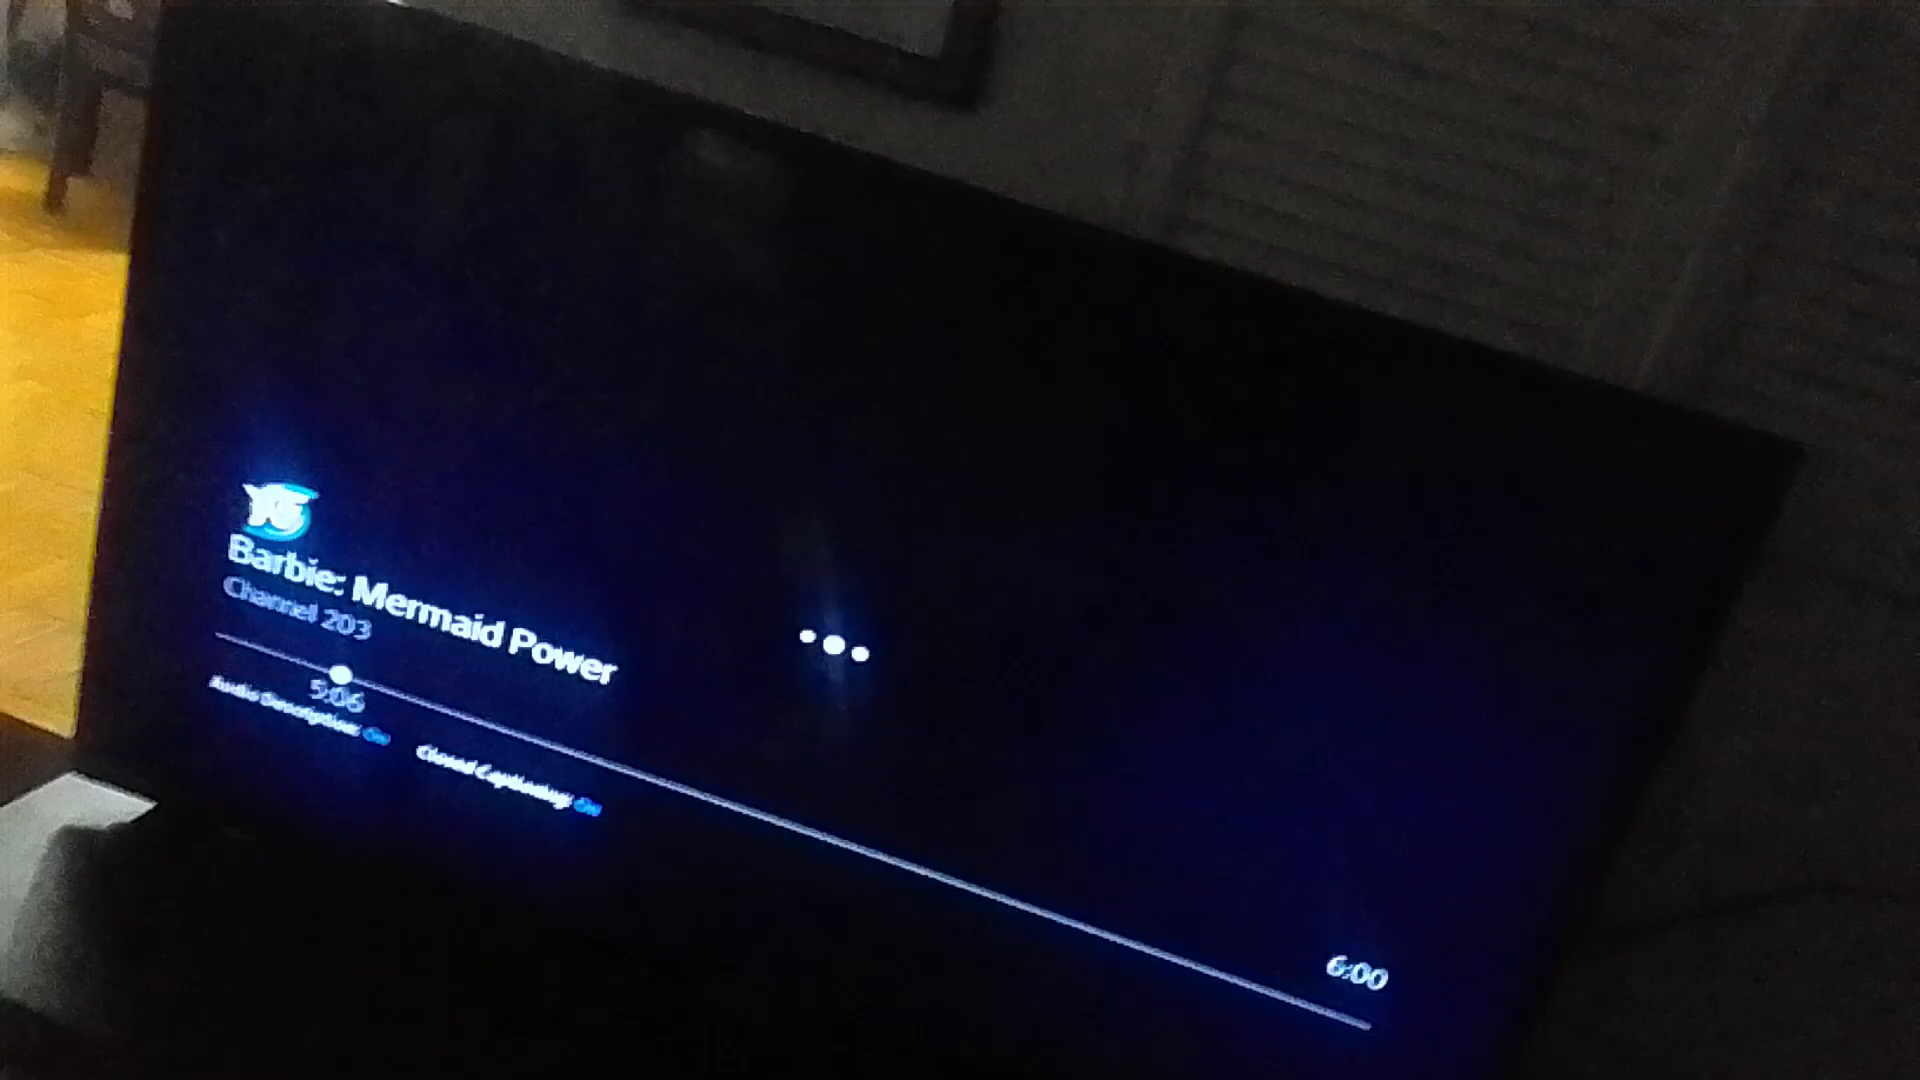 Barbie: Mermaid Power
Channel 203
5:06
6:00
Audio Description: On
Closed Captioning: On